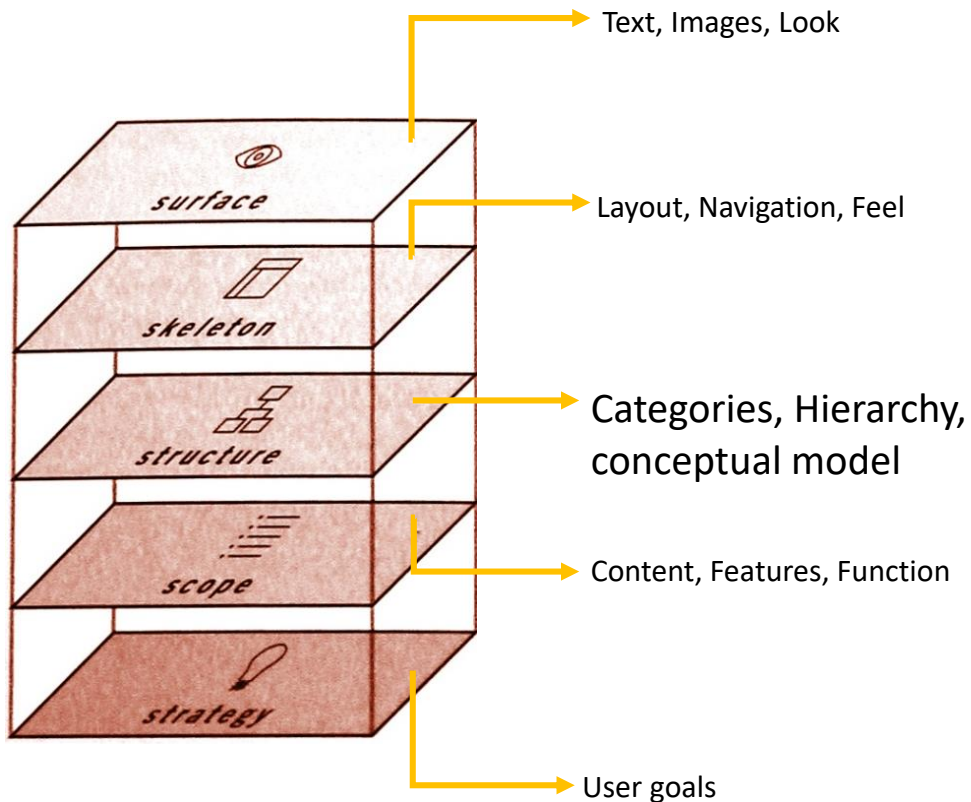 Text, Images, Look
surface
Layout, Navigation, Feel
skeleton
Categories, Hierarchy,
conceptual model
structure
Content, Features, Function
scope
strategy
User goals